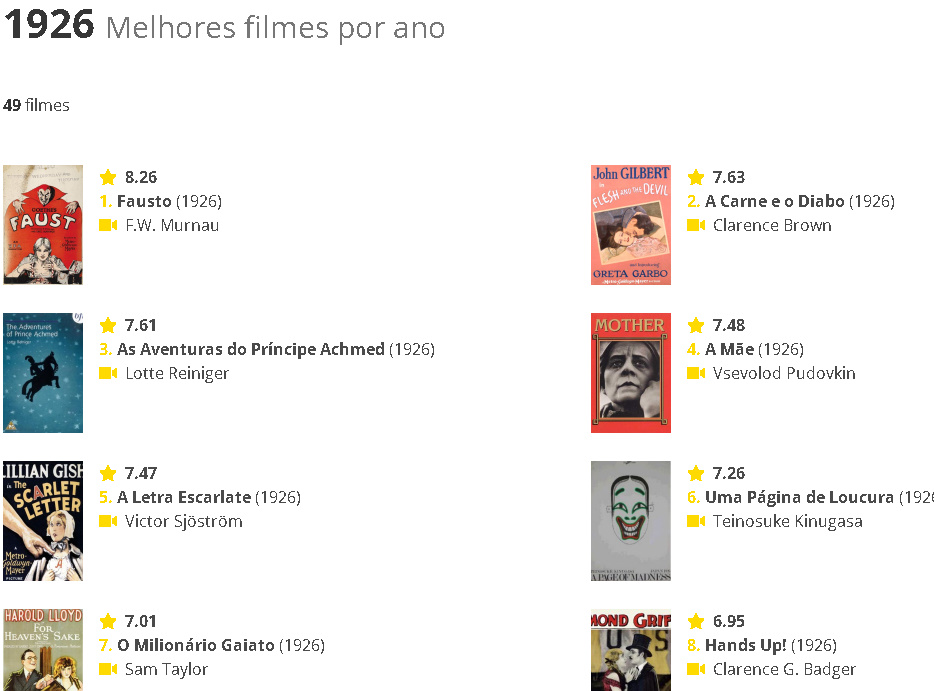 1926 Melhores filmes por ano
49 filmes
FAUST
8.26
1. Fausto (1926)
F.W. Murnau
John GILBERT
in
FLESH AND THE DEVIL
GRETA GARBO
7.63
2. A Carne e o Diabo (1926)
Clarence Brown
The Adventures
of Prince Achmed
7.61
3. As Aventuras do Príncipe Achmed (1926)
Lotte Reiniger
MOTHER
7.48
4. A Mãe (1926)
Vsevolod Pudovkin
LILLIAN GISH
in The
SCARLET
LETTER
A
Metro-
Goldwyn-
Mayer
PICTURE
7.47
5. A Letra Escarlate (1926)
Victor Sjöström
A PAGE OF MADNESS
7.26
6. Uma Página de Loucura (192
Teinosuke Kinugasa
HAROLD LLOYD
FOR
HEAVEN'S SAKE
7.01
7. O Milionário Gaiato (1926)
Sam Taylor
MOND GRIF
6.95
8. Hands Up! (1926)
Clarence G. Badger